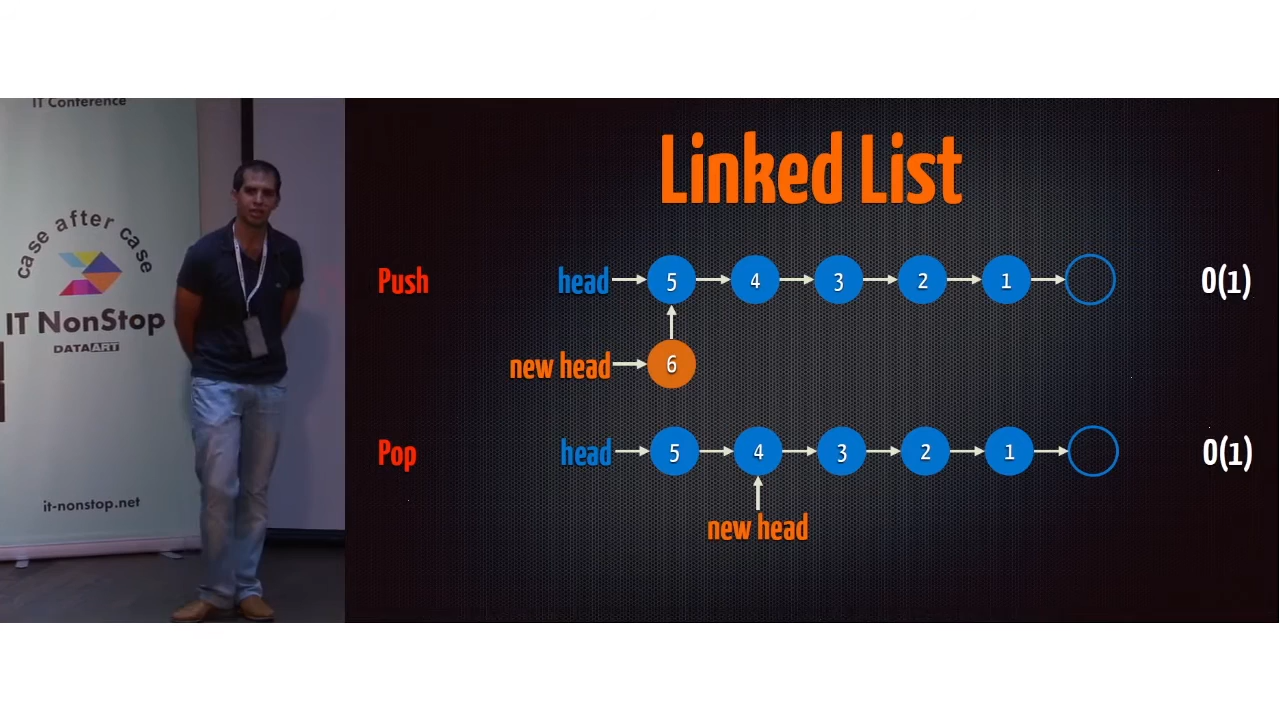 IT Conference
case after case
IT NonStop
DATAART
it-nonstop.net
Linked List
Push
head
5
4
3
2
1
O(1)
new head
6
Pop
head
5
4
3
2
1
O(1)
new head